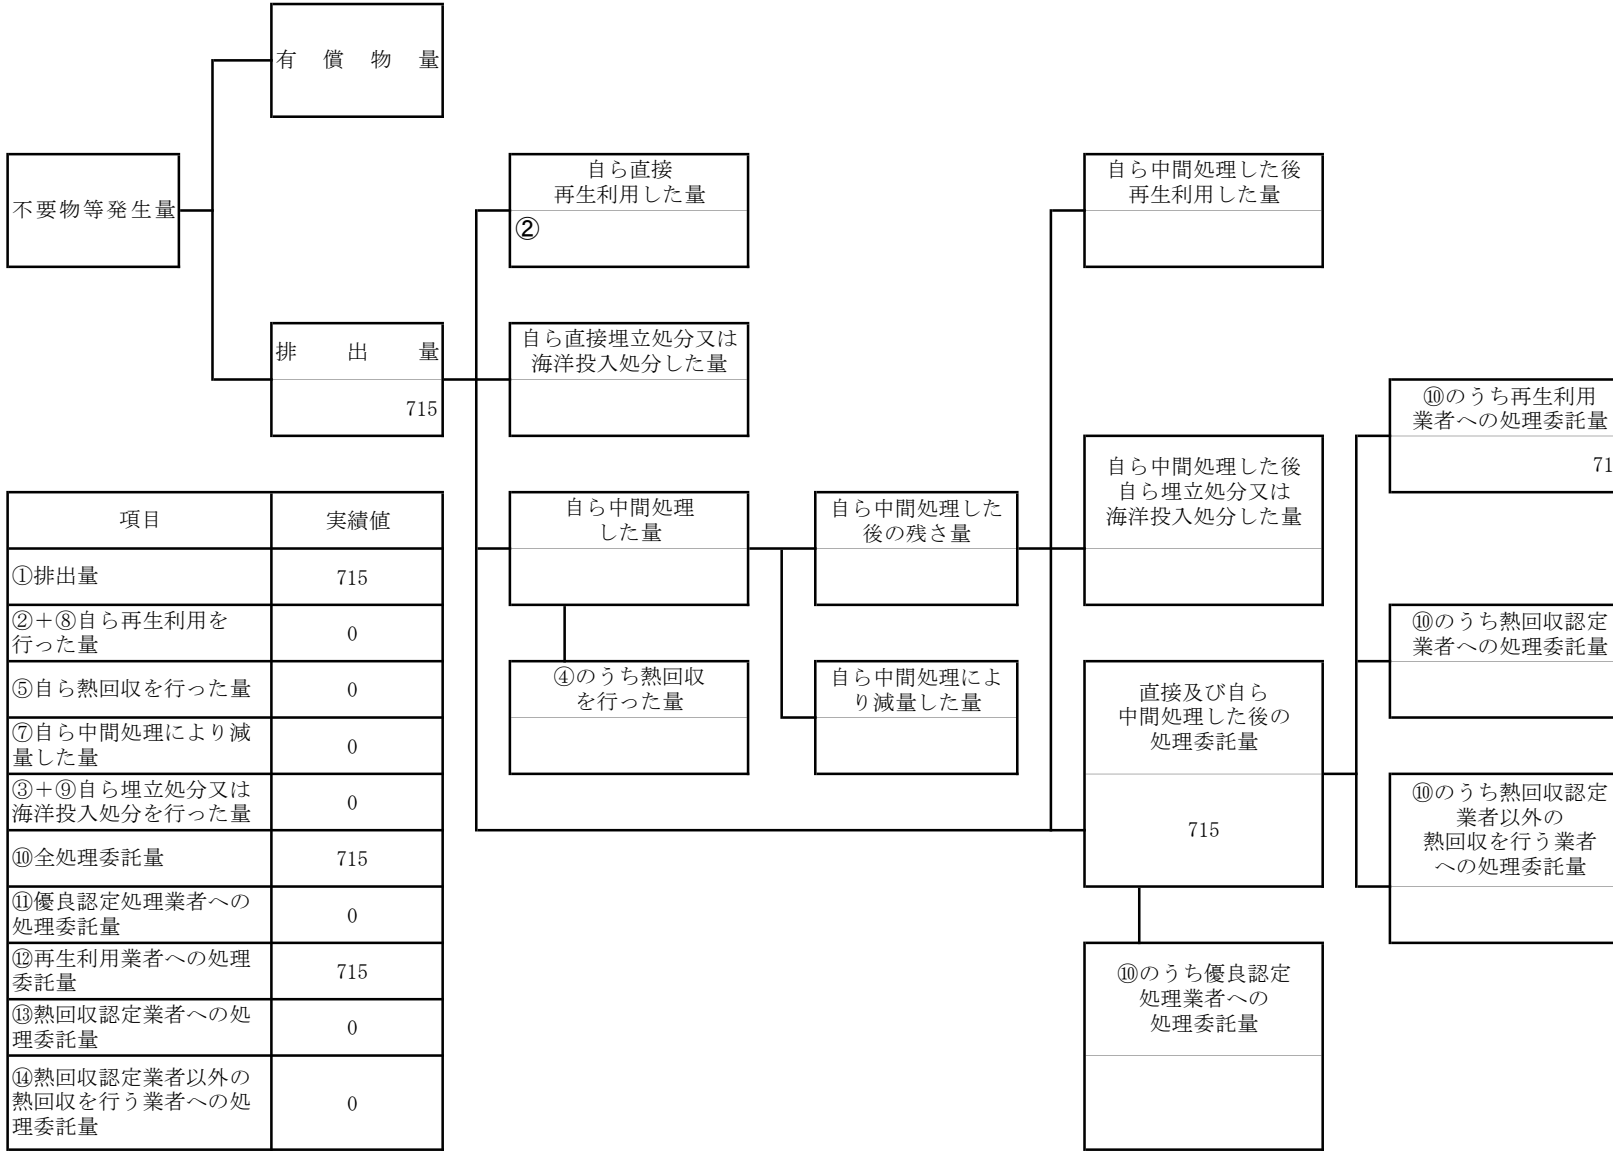 有償物量
不要物等発生量
自ら直接
再生利用した量
②
自ら中間処理した後
再生利用した量
排出量
715
自ら直接埋立処分又は
海洋投入処分した量
⑩のうち再生利用
業者への処理委託量
71
自ら中間処理した後
自ら埋立処分又は
海洋投入処分した量
自ら中間処理
した量
自ら中間処理した
後の残さ量
⑩のうち熱回収認定
業者への処理委託量
④のうち熱回収
を行った量
自ら中間処理によ
り減量した量
直接及び自ら
中間処理した後の
処理委託量
715
⑩のうち熱回収認定
業者以外の
熱回収を行う業者
への処理委託量
⑩のうち優良認定
処理業者への
処理委託量
項目 実績値
①排出量 715
②+⑧自ら再生利用を
行った量 0
⑤自ら熱回収を行った量 0
⑦自ら中間処理により減
量した量 0
③+⑨自ら埋立処分又は
海洋投入処分を行った量 0
⑩全処理委託量 715
⑪優良認定処理業者への
処理委託量 0
⑫再生利用業者への処理
委託量 715
⑬熱回収認定業者への処
理委託量 0
⑭熱回収認定業者以外の
熱回収を行う業者への処
理委託量 0